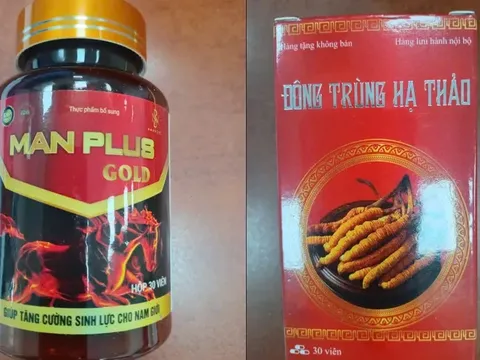 Thực phẩm bổ sung
MAN PLUS
GOLD
HỘP 30 VIÊN
GIÚP TĂNG CƯỜNG SINH LỰC CHO NAM GIỚI
Hàng tặng không bán
Hàng lưu hành nội bộ
ĐÔNG TRÙNG HẠ THẢO
30 viên